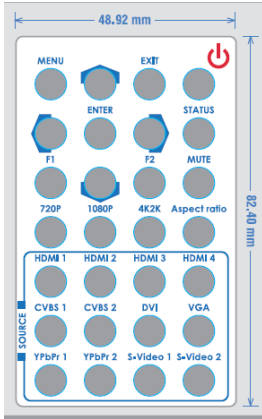 48.92 mm
MENU EXIT
ENTER STATUS
F1 F2 MUTE
720P 1080P 4K2K Aspect ratio
HDMI 1 HDMI 2 HDMI 3 HDMI 4
CVBS 1 CVBS 2 DVI VGA
YPbPr 1 YPbPr 2 S•Video 1 S•Video 2
SOURCE
82.40 mm